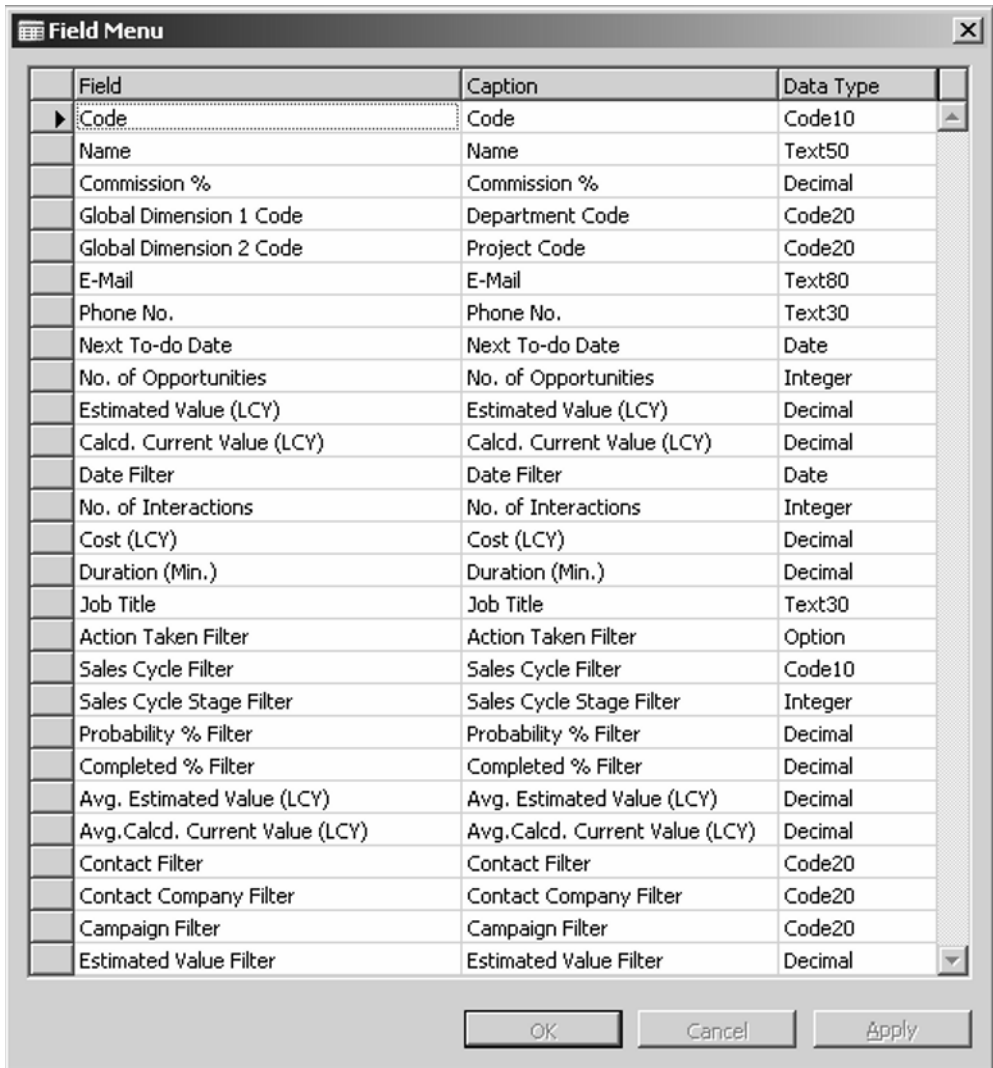 Field Menu
Field Caption Data Type
Code Code Code10
Name Name Text50
Commission % Commission % Decimal
Global Dimension 1 Code Department Code Code20
Global Dimension 2 Code Project Code Code20
E-Mail E-Mail Text80
Phone No. Phone No. Text30
Next To-do Date Next To-do Date Date
No. of Opportunities No. of Opportunities Integer
Estimated Value (LCY) Estimated Value (LCY) Decimal
Calcd. Current Value (LCY) Calcd. Current Value (LCY) Decimal
Date Filter Date Filter Date
No. of Interactions No. of Interactions Integer
Cost (LCY) Cost (LCY) Decimal
Duration (Min.) Duration (Min.) Decimal
Job Title Job Title Text30
Action Taken Filter Action Taken Filter Option
Sales Cycle Filter Sales Cycle Filter Code10
Sales Cycle Stage Filter Sales Cycle Stage Filter Integer
Probability % Filter Probability % Filter Decimal
Completed % Filter Completed % Filter Decimal
Avg. Estimated Value (LCY) Avg. Estimated Value (LCY) Decimal
Avg.Calcd. Current Value (LCY) Avg.Calcd. Current Value (LCY) Decimal
Contact Filter Contact Filter Code20
Contact Company Filter Contact Company Filter Code20
Campaign Filter Campaign Filter Code20
Estimated Value Filter Estimated Value Filter Decimal
OK Cancel Apply